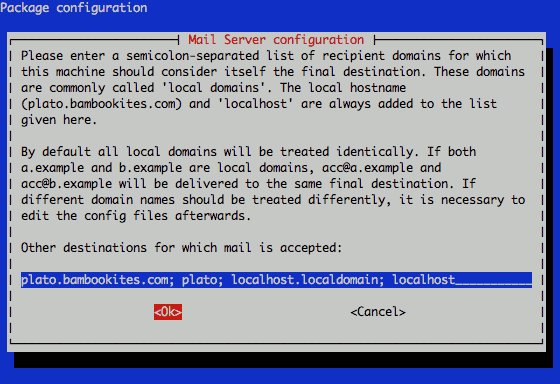 Package configuration
Mail Server configuration
Please enter a semicolon-separated list of recipient domains for which
this machine should consider itself the final destination. These domains
are commonly called 'local domains'. The local hostname
(plato.bambookites.com) and 'localhost' are always added to the list
given here.
By default all local domains will be treated identically. If both
a.example and b.example are local domains, acc@a.example and
acc@b.example will be delivered to the same final destination. If
different domain names should be treated differently, it is necessary to
edit the config files afterwards.
Other destinations for which mail is accepted:
plato.bambookites.com; plato; localhost.localdomain; localhost__________
<Ok> <Cancel>